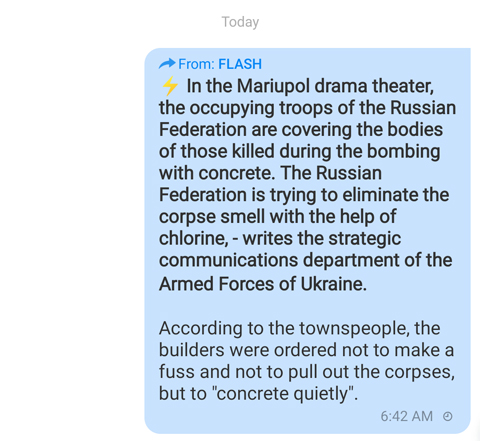 Today
From: FLASH
⚡ In the Mariupol drama theater,
the occupying troops of the Russian
Federation are covering the bodies
of those killed during the bombing
with concrete. The Russian
Federation is trying to eliminate the
corpse smell with the help of
chlorine, - writes the strategic
communications department of the
Armed Forces of Ukraine.
According to the townspeople, the
builders were ordered not to make a
fuss and not to pull out the corpses,
but to "concrete quietly".
6:42 AM